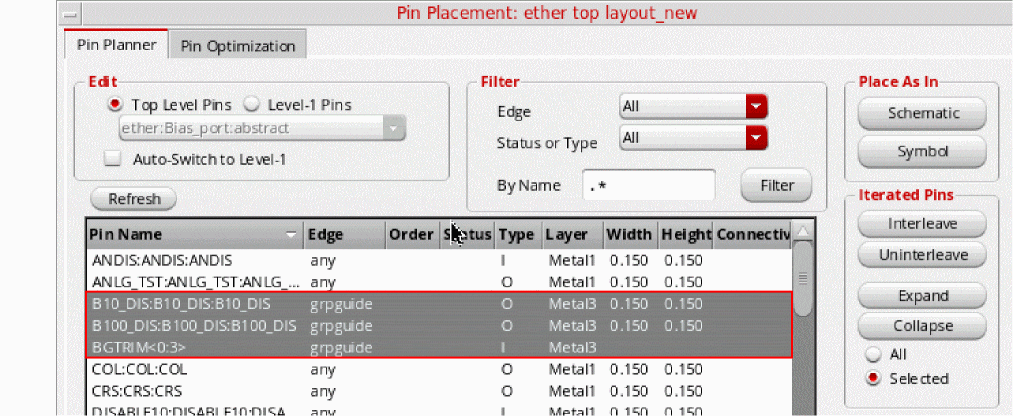 Pin Placement: ether top layout_new
Pin Planner Pin Optimization
Edit
Top Level Pins Level-1 Pins
ether:Bias_port:abstract
Auto-Switch to Level-1
Refresh
Filter
Edge All
Status or Type All
By Name .* Filter
Place As In
Schematic
Symbol
Iterated Pins
Interleave
Uninterleave
Expand
Collapse
All
Selected
Pin Name Edge Order Status Type Layer Width Height Connectiv
ANDIS:ANDIS:ANDIS any I Metal1 0.150 0.150
ANLG_TST:ANLG_TST:ANLG_... any O Metal1 0.150 0.150
B10_DIS:B10_DIS:B10_DIS grpguide O Metal3 0.150 0.150
B100_DIS:B100_DIS:B100_DIS grpguide O Metal3 0.150 0.150
BGTRIM<0:3> grpguide I Metal3
COL:COL:COL any O Metal1 0.150 0.150
CRS:CRS:CRS any O Metal1 0.150 0.150
DISABLE10:DISABLE10:DISA any I Metal1 0.150 0.150